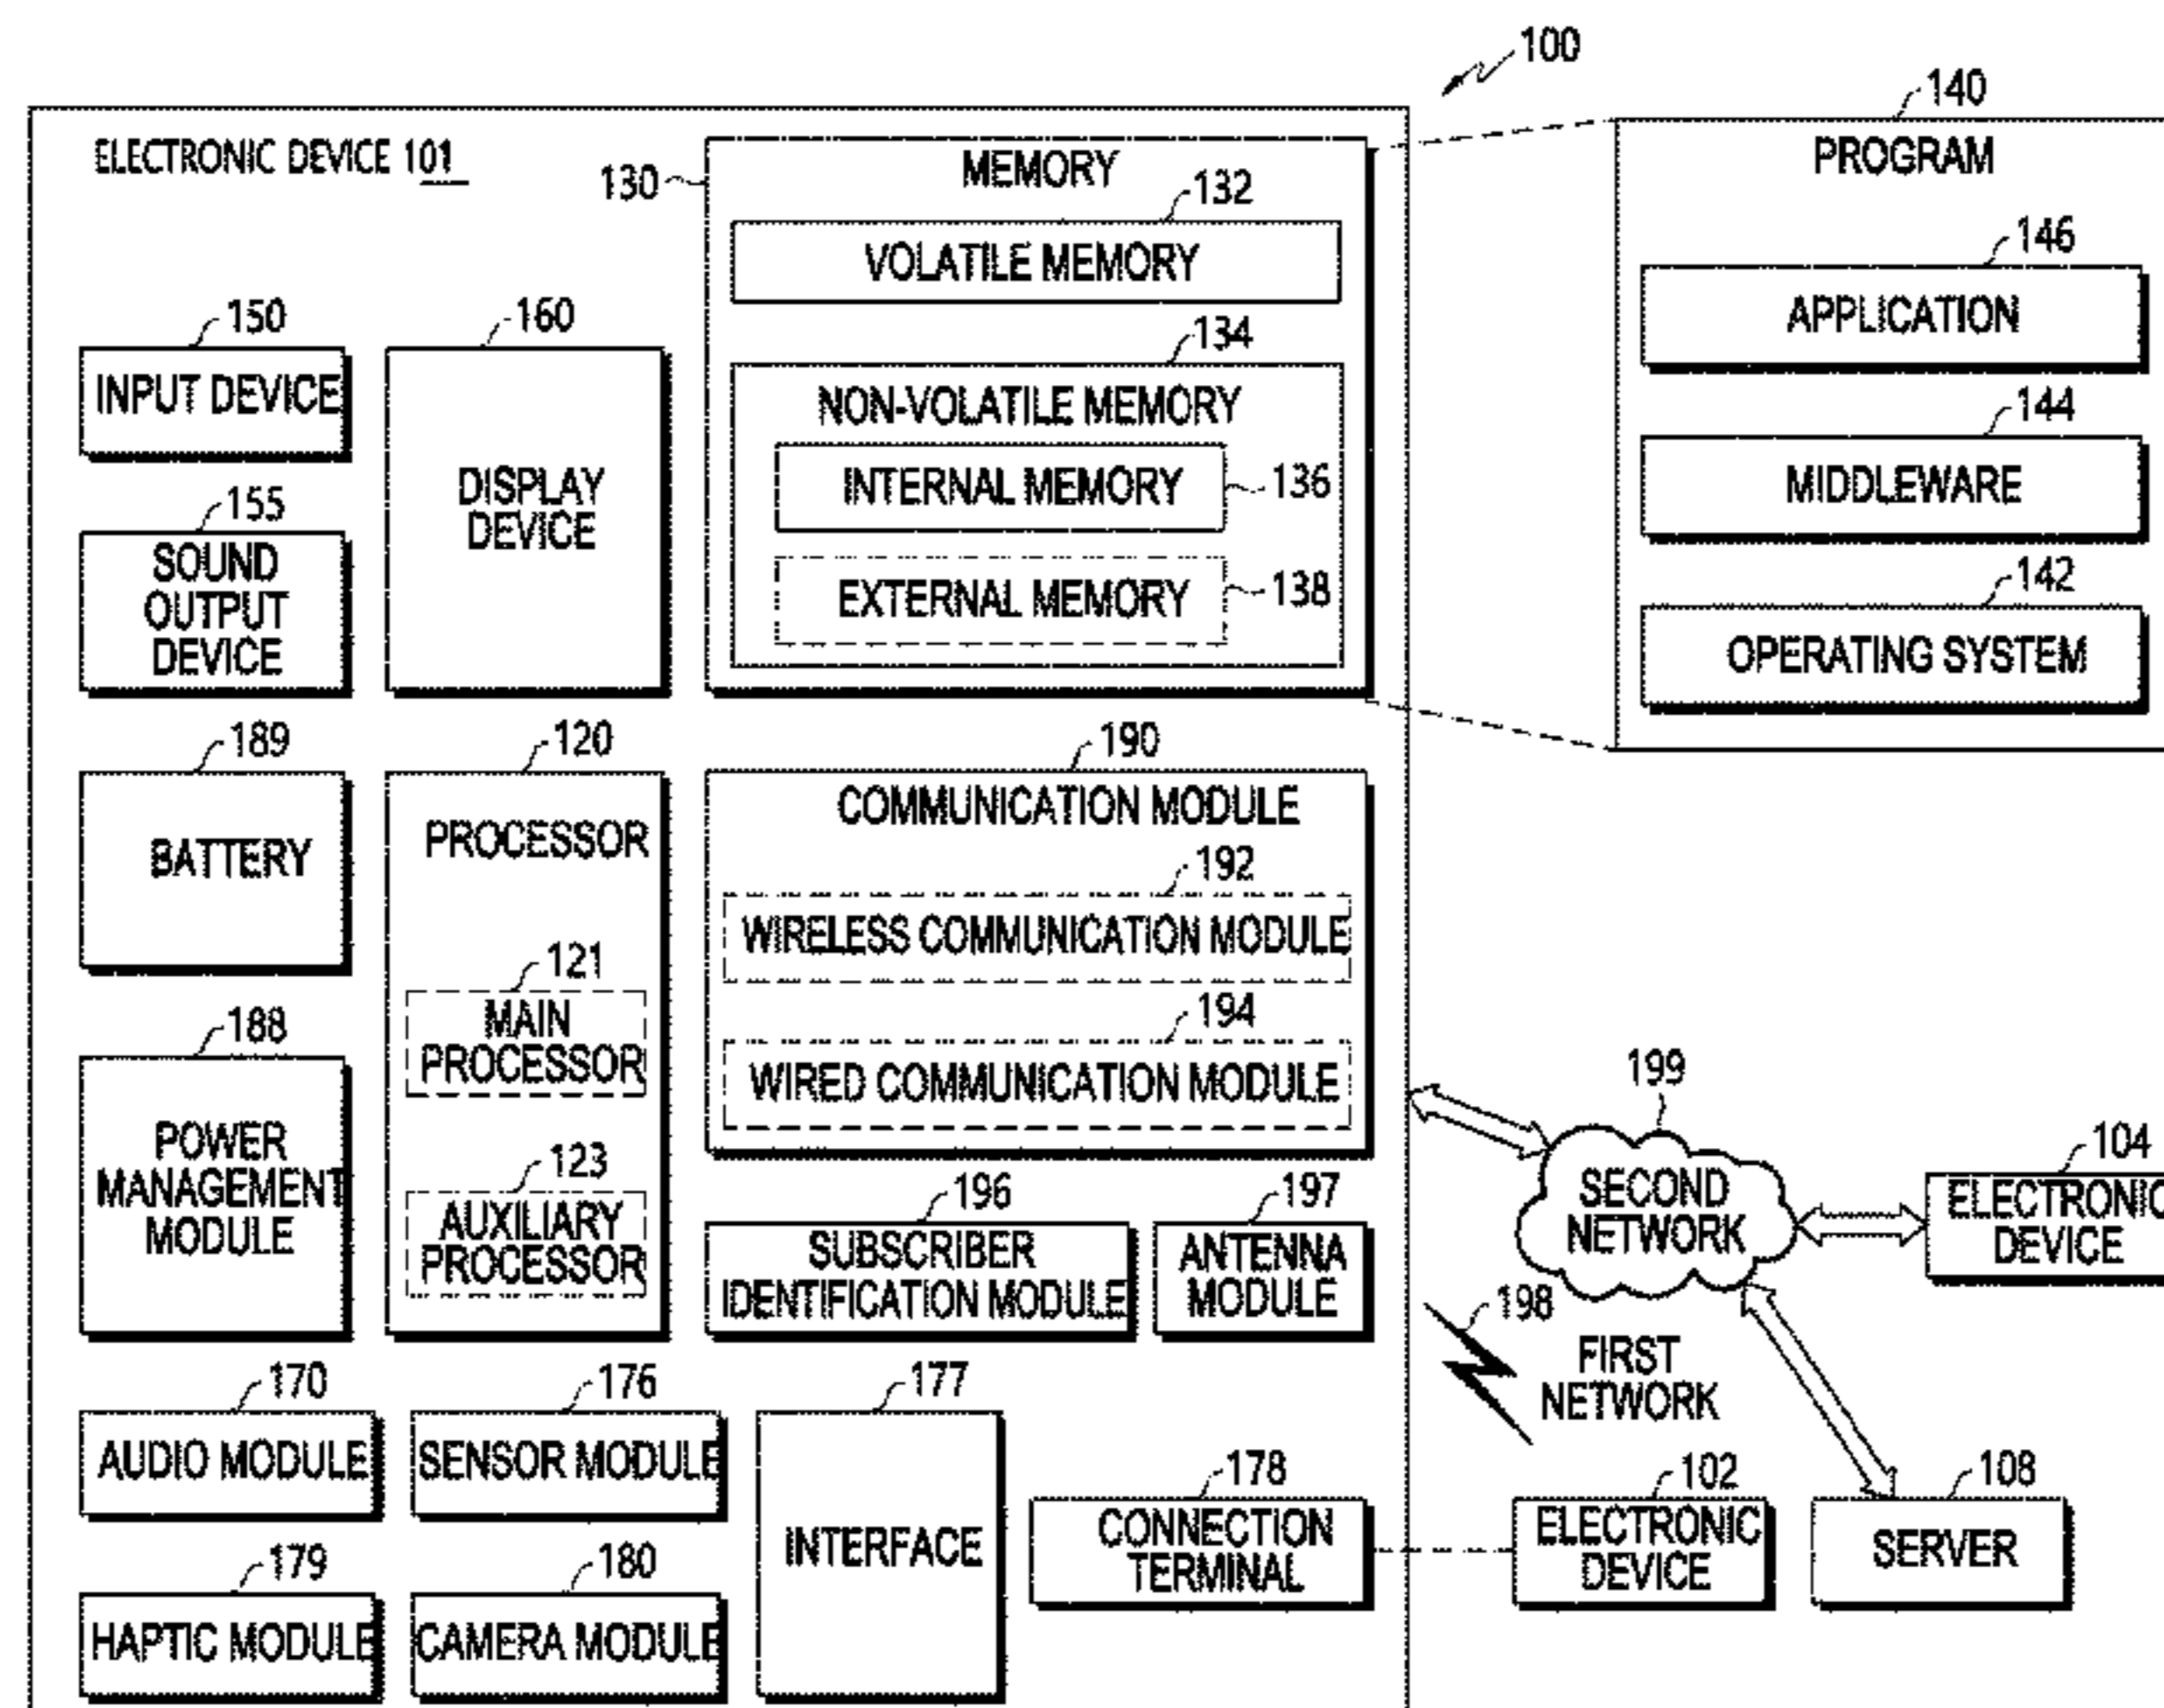 100
ELECTRONIC DEVICE 101
130
MEMORY
132
VOLATILE MEMORY
134
NON-VOLATILE MEMORY
INTERNAL MEMORY
136
EXTERNAL MEMORY
138
140
PROGRAM
146
APPLICATION
144
MIDDLEWARE
142
OPERATING SYSTEM
150
INPUT DEVICE
155
SOUND
OUTPUT
DEVICE
160
DISPLAY
DEVICE
189
BATTERY
188
POWER
MANAGEMENT
MODULE
120
PROCESSOR
121
MAIN
PROCESSOR
123
AUXILIARY
PROCESSOR
190
COMMUNICATION MODULE
192
WIRELESS COMMUNICATION MODULE
194
WIRED COMMUNICATION MODULE
196
SUBSCRIBER
IDENTIFICATION MODULE
197
ANTENNA
MODULE
199
SECOND
NETWORK
104
ELECTRONIC
DEVICE
198
FIRST
NETWORK
170
AUDIO MODULE
176
SENSOR MODULE
177
INTERFACE
178
CONNECTION
TERMINAL
102
ELECTRONIC
DEVICE
108
SERVER
179
HAPTIC MODULE
180
CAMERA MODULE